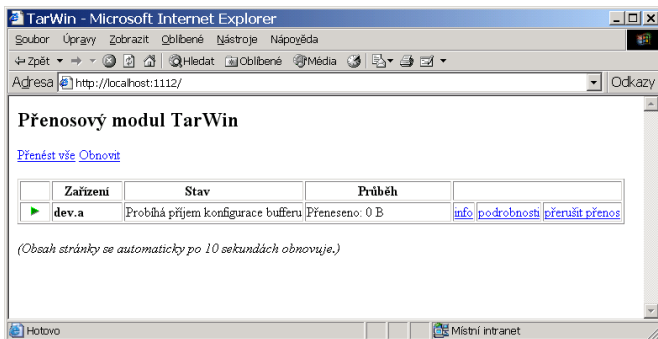 TarWin - Microsoft Internet Explorer
Soubor Úpravy Zobrazit Oblíbené Nástroje Nápověda
Zpět Hledat Oblíbené Média
Adresa http://localhost:1112/ Odkazy
Přenosový modul TarWin
Přenést vše Obnovit
Zařízení Stav Průběh
dev.a Probíhá příjem konfigurace bufferu Přeneseno: 0 B info podrobnosti přerušit přenos
(Obsah stránky se automaticky po 10 sekundách obnovuje.)
Hotovo Místní intranet